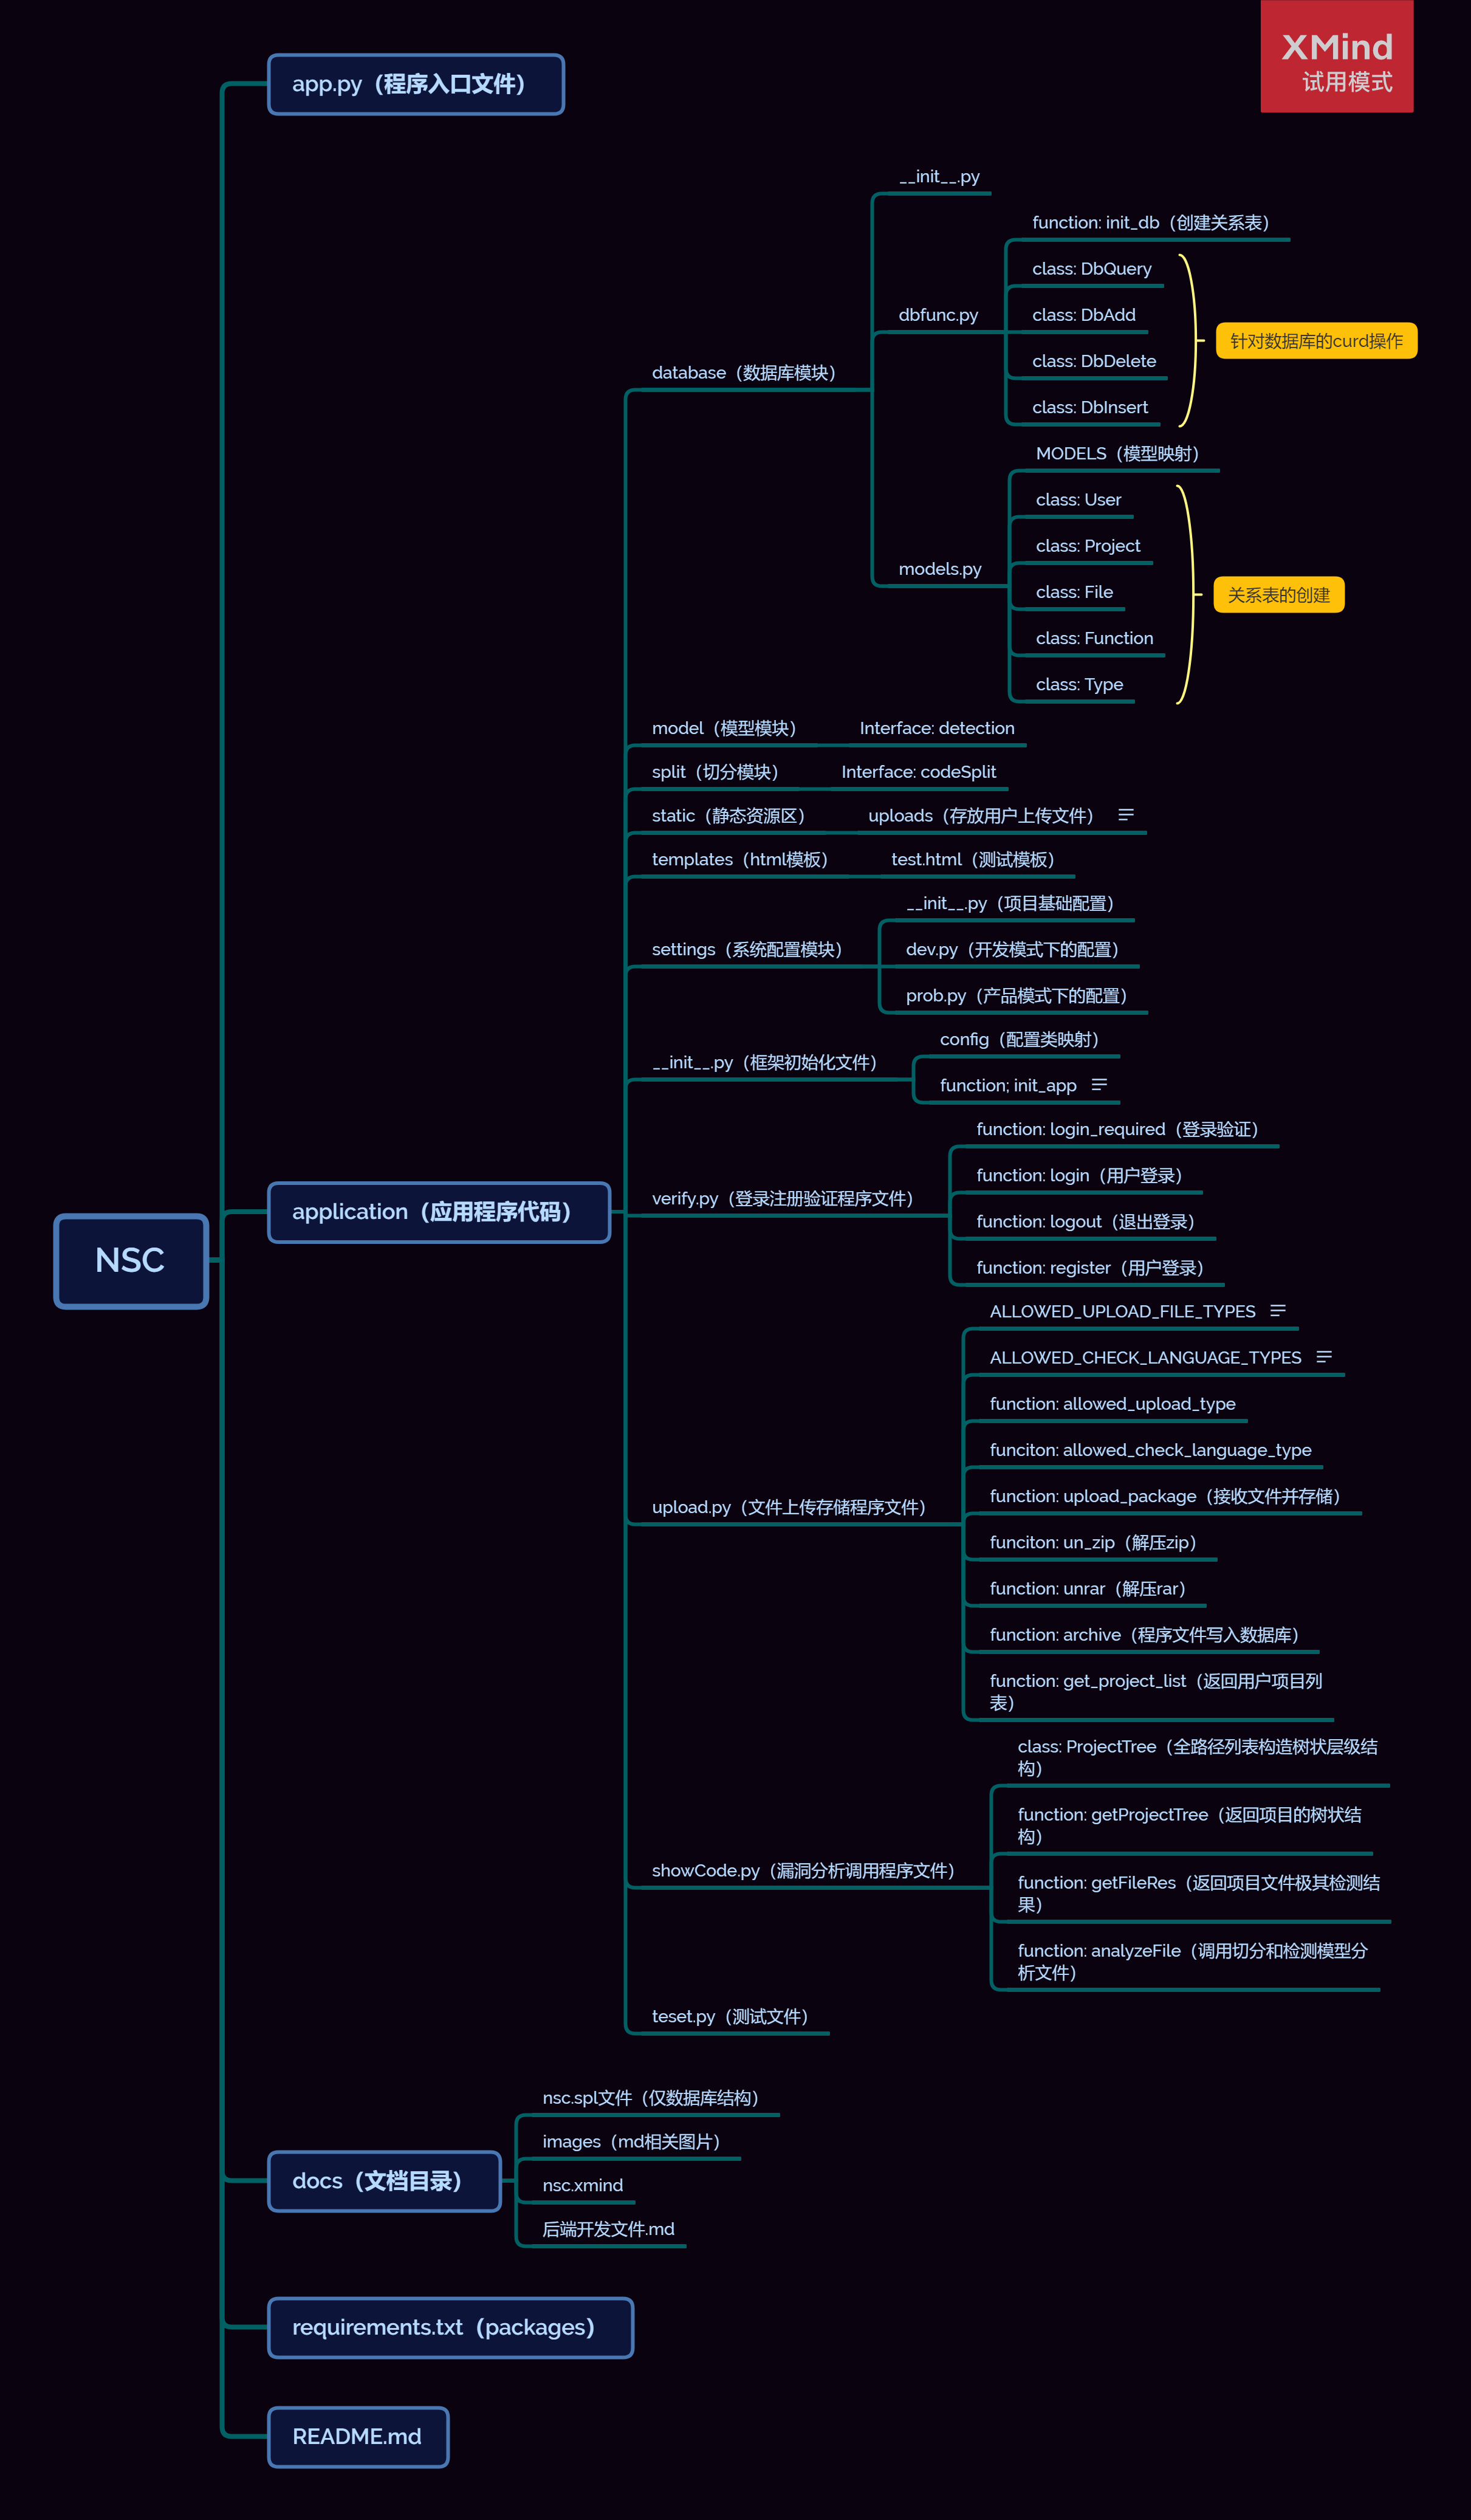 XMind
试用模式
app.py（程序入口文件）
__init__.py
function: init_db（创建关系表）
class: DbQuery
class: DbAdd
dbfunc.py
针对数据库的curd操作
class: DbDelete
database（数据库模块）
class: DbInsert
MODELS（模型映射）
class: User
class: Project
models.py
class: File
关系表的创建
class: Function
class: Type
model（模型模块）
Interface: detection
split（切分模块）
Interface: codeSplit
static（静态资源区）
uploads（存放用户上传文件）
templates（html模板）
test.html（测试模板）
__init__.py（项目基础配置）
settings（系统配置模块）
dev.py（开发模式下的配置）
prob.py（产品模式下的配置）
config（配置类映射）
__init__.py（框架初始化文件）
function; init_app
function: login_required（登录验证）
function: login（用户登录）
verify.py（登录注册验证程序文件）
application（应用程序代码）
function: logout（退出登录）
NSC
function: register（用户登录）
ALLOWED_UPLOAD_FILE_TYPES
ALLOWED_CHECK_LANGUAGE_TYPES
function: allowed_upload_type
funciton: allowed_check_language_type
function: upload_package（接收文件并存储）
upload.py（文件上传存储程序文件）
funciton: un_zip（解压zip）
function: unrar（解压rar）
function: archive（程序文件写入数据库）
function: get_project_list（返回用户项目列
表）
class: ProjectTree（全路径列表构造树状层级结
构）
function: getProjectTree（返回项目的树状结
构）
showCode.py（漏洞分析调用程序文件）
function: getFileRes（返回项目文件极其检测结
果）
function: analyzeFile（调用切分和检测模型分
析文件）
teset.py（测试文件）
nsc.spl文件（仅数据库结构）
images（md相关图片）
docs（文档目录）
nsc.xmind
后端开发文件.md
requirements.txt（packages）
README.md